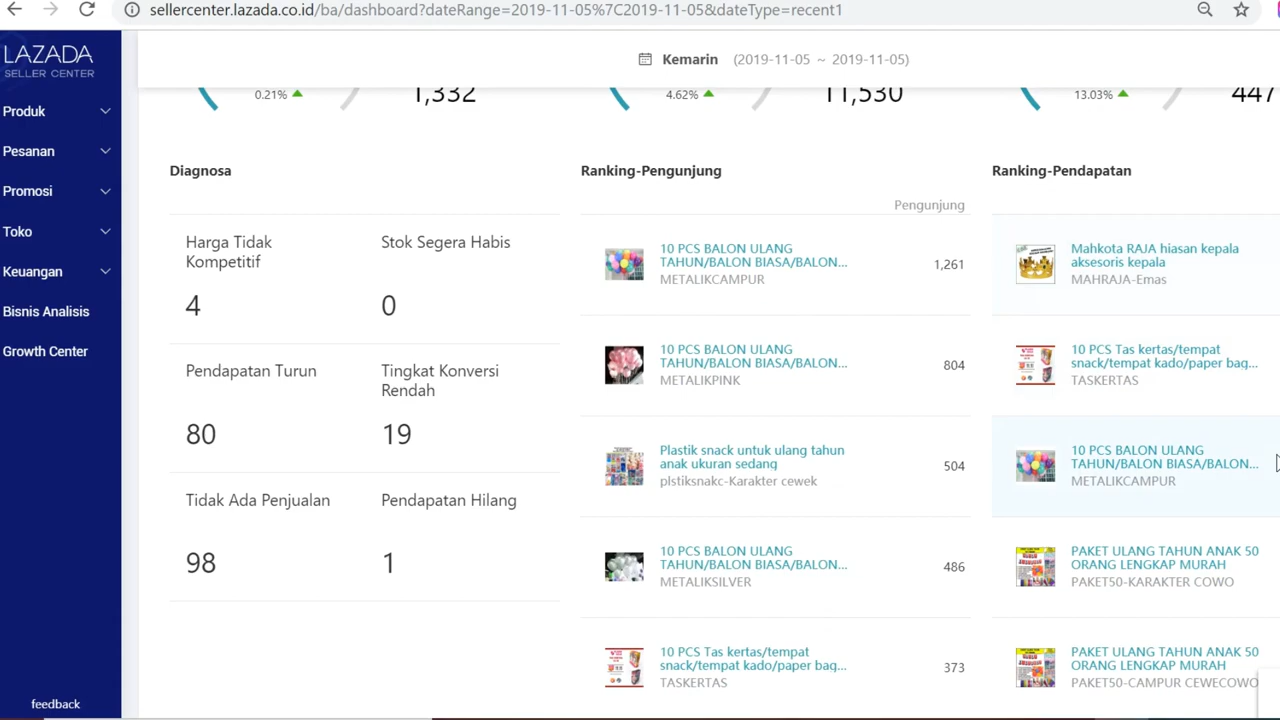 sellercenter.lazada.co.id/ba/dashboard?dateRange=2019-11-05%7C2019-11-05&dateType=recent1
LAZADA
SELLER CENTER
Produk
Pesanan
Promosi
Toko
Keuangan
Bisnis Analisis
Growth Center
feedback
Kemarin (2019-11-05 ~ 2019-11-05)
0.21% 1,332
4.62% 11,530
13.03% 447
Diagnosa
Harga Tidak
Kompetitif
4
Stok Segera Habis
0
Pendapatan Turun
80
Tingkat Konversi
Rendah
19
Tidak Ada Penjualan
98
Pendapatan Hilang
1
Ranking-Pengunjung
Pengunjung
10 PCS BALON ULANG
TAHUN/BALON BIASA/BALON...
METALIKCAMPUR
1,261
10 PCS BALON ULANG
TAHUN/BALON BIASA/BALON...
METALIKPINK
804
Plastik snack untuk ulang tahun
anak ukuran sedang
plstiksnakc-Karakter cewek
504
10 PCS BALON ULANG
TAHUN/BALON BIASA/BALON...
METALIKSILVER
486
10 PCS Tas kertas/tempat
snack/tempat kado/paper bag...
TASKERTAS
373
Ranking-Pendapatan
Mahkota RAJA hiasan kepala
aksesoris kepala
MAHRAJA-Emas
10 PCS Tas kertas/tempat
snack/tempat kado/paper bag...
TASKERTAS
10 PCS BALON ULANG
TAHUN/BALON BIASA/BALON...
METALIKCAMPUR
PAKET ULANG TAHUN ANAK 50
ORANG LENGKAP MURAH
PAKET50-KARAKTER COWO
PAKET ULANG TAHUN ANAK 50
ORANG LENGKAP MURAH
PAKET50-CAMPUR CEWECOWO